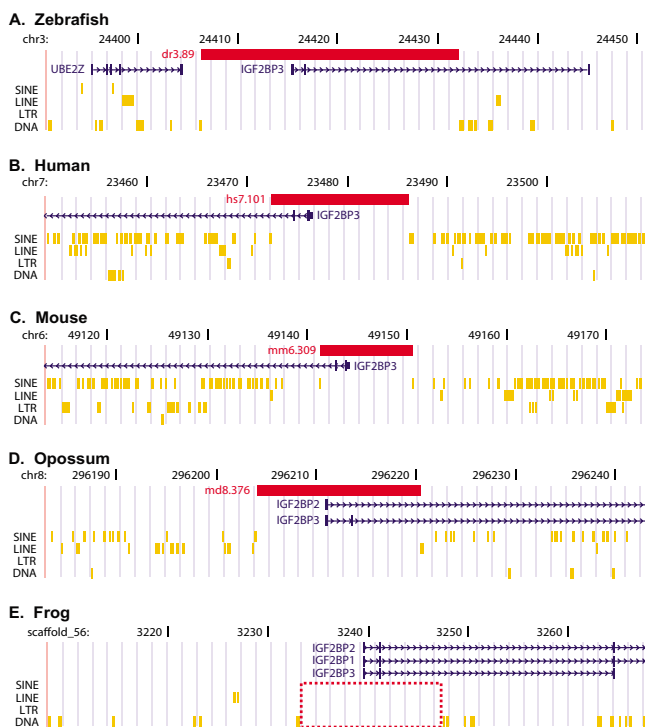 A. Zebrafish
chr3: 24400 24410 24420 24430 24440 24450
dr3.89
UBE2Z IGF2BP3
SINE
LINE
LTR
DNA
B. Human
chr7: 23460 23470 23480 23490 23500
hs7.101
IGF2BP3
SINE
LINE
LTR
DNA
C. Mouse
chr6: 49120 49130 49140 49150 49160 49170
mm6.309
IGF2BP3
SINE
LINE
LTR
DNA
D. Opossum
chr8: 296190 296200 296210 296220 296230 296240
md8.376
IGF2BP2
IGF2BP3
SINE
LINE
LTR
DNA
E. Frog
scaffold_56: 3220 3230 3240 3250 3260
IGF2BP2
IGF2BP1
IGF2BP3
SINE
LINE
LTR
DNA